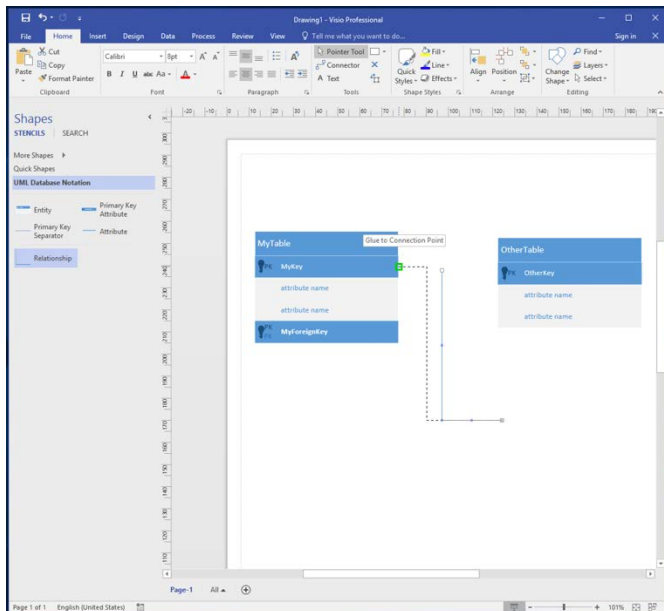 Drawing1 - Visio Professional
File Home Insert Design Data Process Review View Tell me what you want to do... Sign in
Paste
Cut
Copy
Format Painter
Clipboard
Calibri 8pt
B I U abc Aa A
Font
Paragraph
Pointer Tool
Connector
A Text
Tools
Quick Styles
Fill
Line
Effects
Shape Styles
Align Position
Arrange
Change Shape
Find
Layers
Select
Editing
Shapes
STENCILS SEARCH
More Shapes
Quick Shapes
UML Database Notation
Entity
Primary Key Attribute
Primary Key Separator
Attribute
Relationship
MyTable
Glue to Connection Point
PK MyKey
attribute name
attribute name
PK
FK
MyForeignKey
OtherTable
PK OtherKey
attribute name
attribute name
Page-1 All
Page 1 of 1 English (United States) 101%